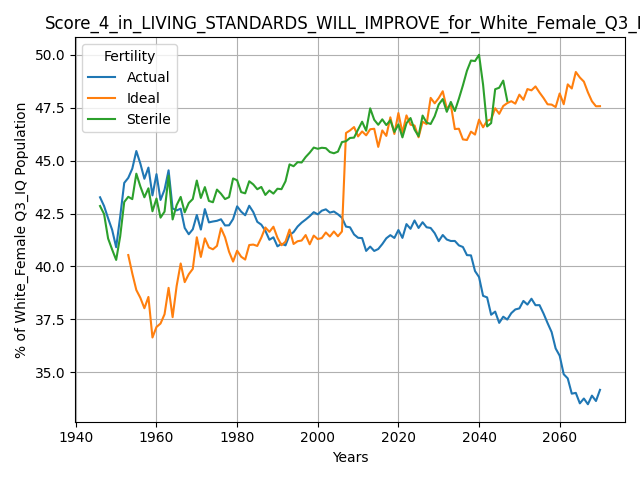 Score_4_in_LIVING_STANDARDS_WILL_IMPROVE_for_White_Female_Q3_I
Fertility
Actual
Ideal
Sterile
% of White_Female Q3_IQ Population
50.0
47.5
45.0
42.5
40.0
37.5
35.0
1940 1960 1980 2000 2020 2040 2060
Years